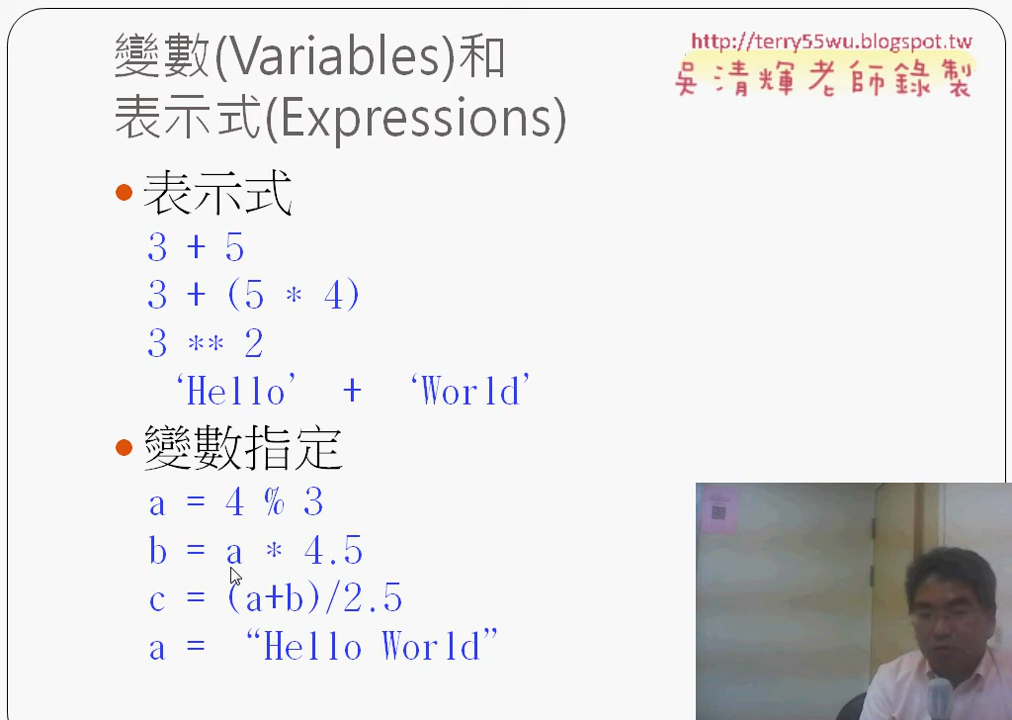 變數(Variables)和
表示式(Expressions)
http://terry55wu.blogspot.tw
吳清輝老師錄製
•表示式
3 + 5
3 + (5 * 4)
3 ** 2
‘Hello’ + ‘World’
•變數指定
a = 4 % 3
b = a * 4.5
c = (a+b)/2.5
a = “Hello World”